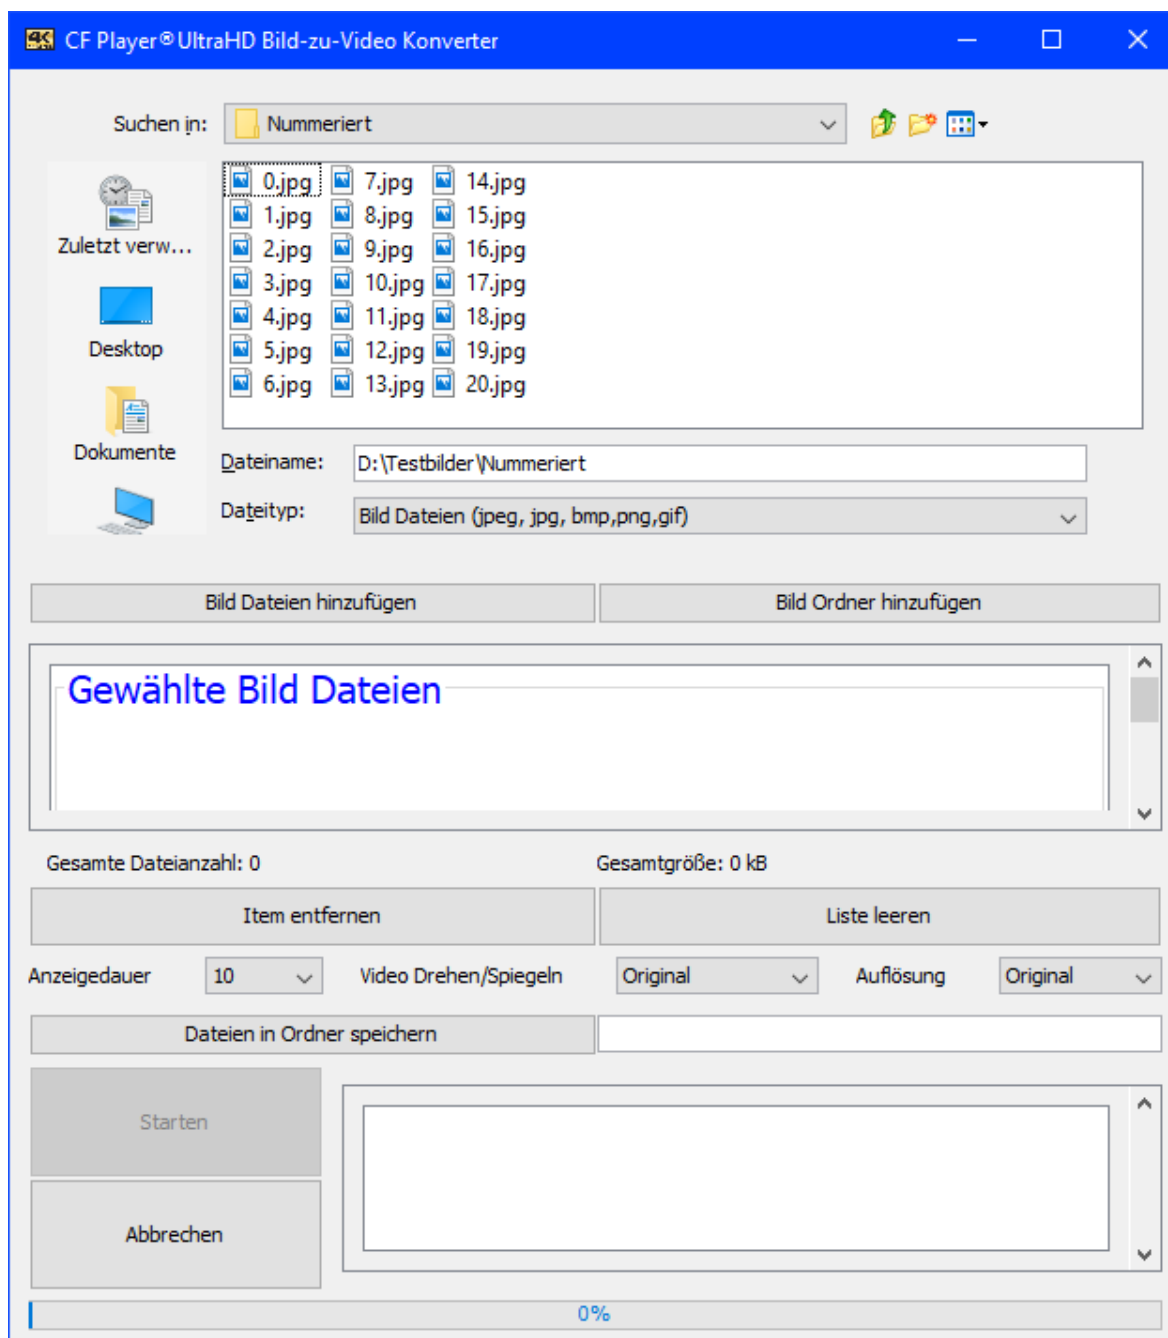 4K CF Player®UltraHD Bild-zu-Video Konverter
Suchen in: Nummeriert
0.jpg 7.jpg 14.jpg
1.jpg 8.jpg 15.jpg
2.jpg 9.jpg 16.jpg
3.jpg 10.jpg 17.jpg
4.jpg 11.jpg 18.jpg
5.jpg 12.jpg 19.jpg
6.jpg 13.jpg 20.jpg
Zuletzt verw...
Desktop
Dokumente
Dateiname: D:\Testbilder\Nummeriert
Dateityp: Bild Dateien (jpeg, jpg, bmp,png,gif)
Bild Dateien hinzufügen Bild Ordner hinzufügen
Gewählte Bild Dateien
Gesamte Dateianzahl: 0 Gesamtgröße: 0 kB
Item entfernen Liste leeren
Anzeigedauer 10 Video Drehen/Spiegeln Original Auflösung Original
Dateien in Ordner speichern
Starten
Abbrechen
0%